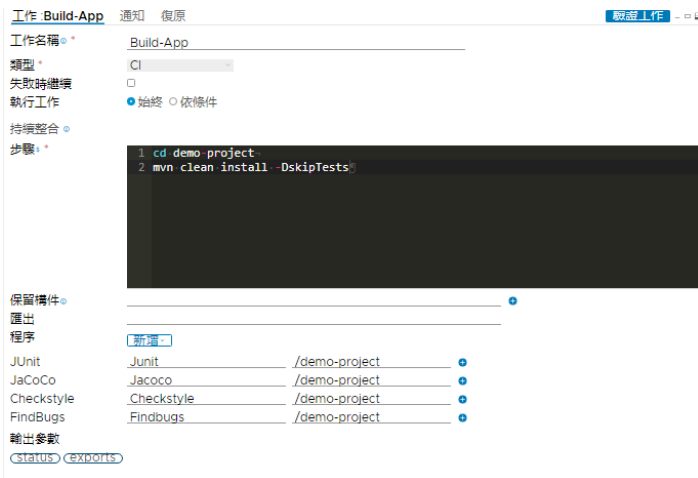 工作 :Build-App 通知 復原 驗證工作
工作名稱 * Build-App
類型 * CI
失敗時繼續
執行工作 始終 依條件
持續整合
步驟 s *
1 cd demo-project
2 mvn clean install -DskipTests
保留構件
匯出
程序 新增
JUnit Junit /demo-project
JaCoCo Jacoco /demo-project
Checkstyle Checkstyle /demo-project
FindBugs Findbugs /demo-project
輸出參數
status exports